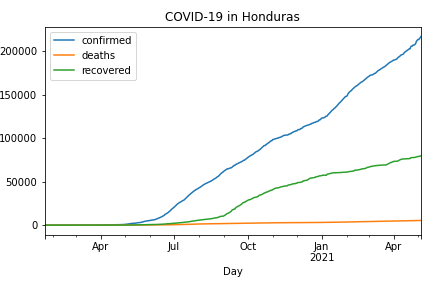 COVID-19 in Honduras
confirmed
deaths
recovered
200000
150000
100000
50000
0
Apr
Jul
Oct
Jan
2021
Apr
Day